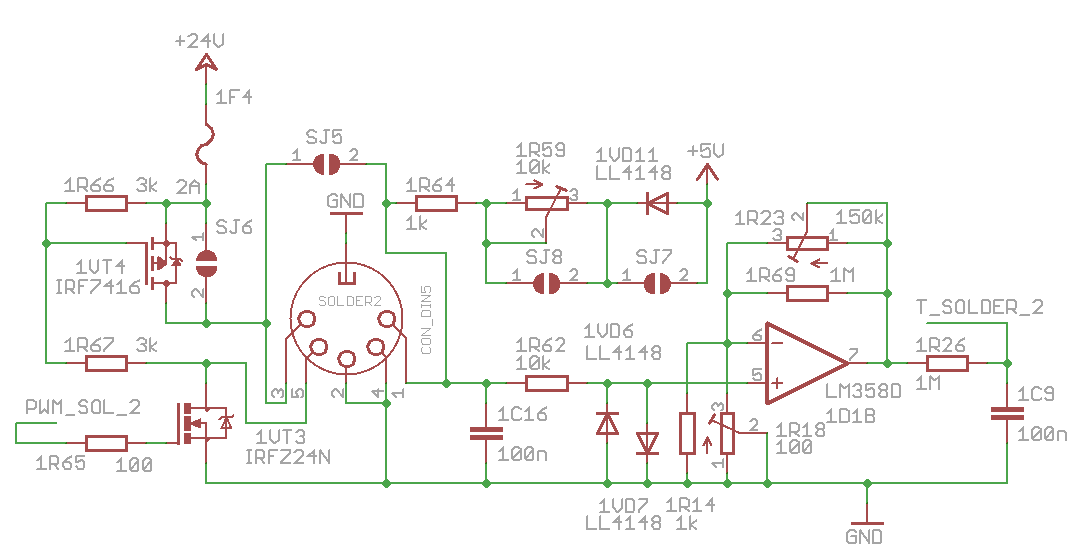 +24V
1F4
SJ5
1 2
1R59
10k
1 3
2
1VD11
LL4148
+5V
1R66 3k
2A
GND
1R64
1k
1R23
2
150k
3 1
SJ6
1
2
1VT4
IRF7416
SJ8
1 2
SJ7
1 2
1R69 1M
SOLDER2
CON_DIN5
T_SOLDER_2
1R67 3k
1R62
10k
1VD6
LL4148
6
-
5
+
7
1R26
1M
LM358D
1D1B
3 5 2 4 1
PWM_SOL_2
1C16
100n
1C9
100n
3
2
1
1R18
100
1R65 100
1VT3
IRFZ24N
1VD7
LL4148
1R14
1k
GND